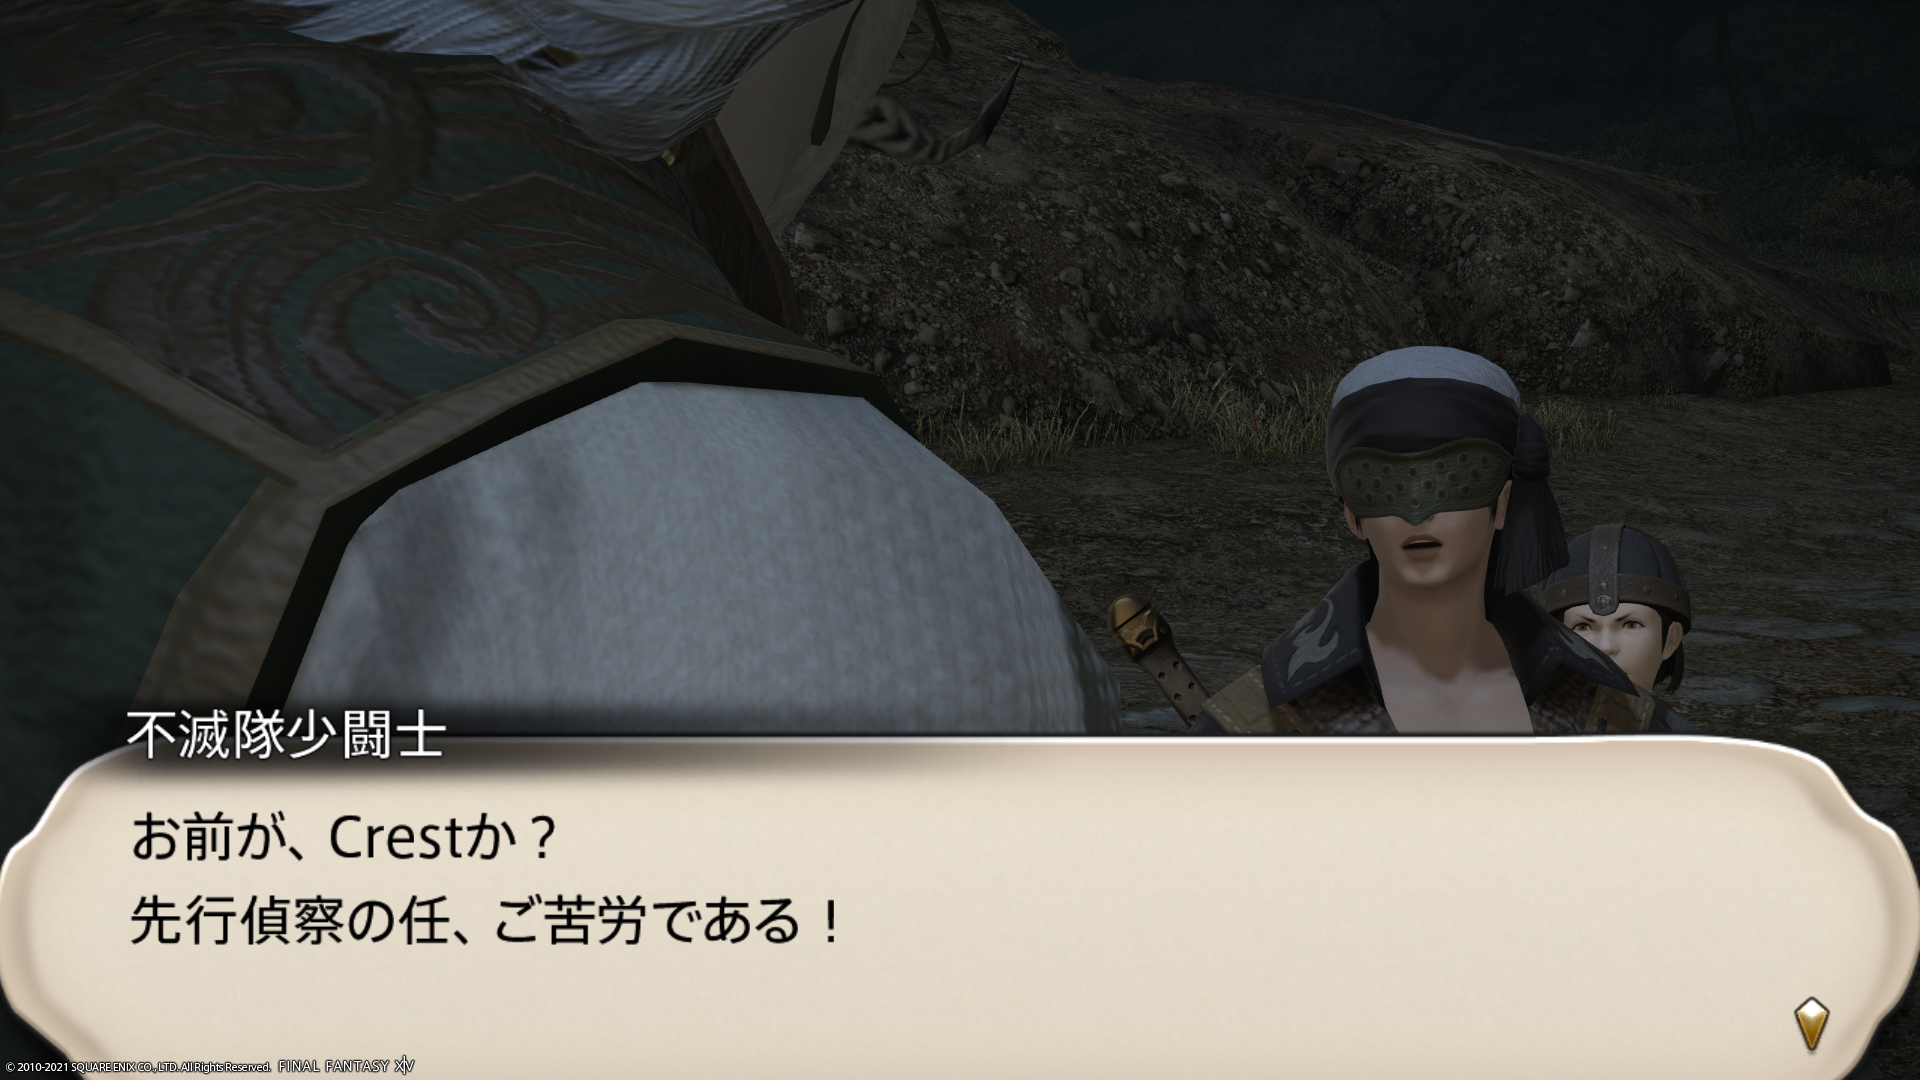 不滅隊少闘士
お前が、Crestか？
先行偵察の任、ご苦労である！
© 2010-2021 SQUARE ENIX CO., LTD. All Rights Reserved. FINAL FANTASY XIV